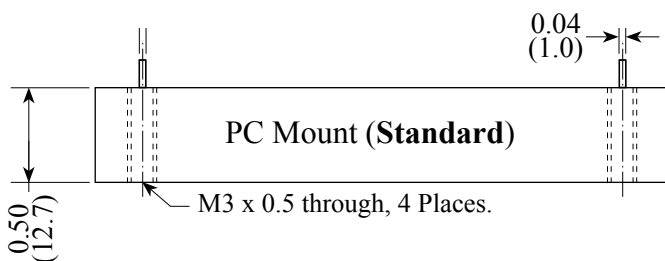 0.04
(1.0)
PC Mount (Standard)
M3 x 0.5 through, 4 Places.
0.50
(12.7)